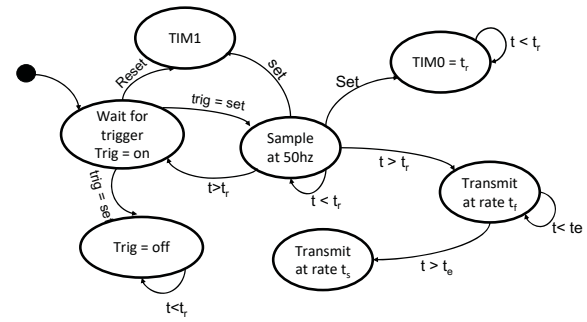 TIM1
TIM0 = tr
t < tr
Reset
set
Set
trig = set
Wait for
trigger
Trig = on
Sample
at 50hz
t > tr
t>tr
t < tr
Transmit
at rate tf
t< te
trig = set
Trig = off
Transmit
at rate ts
t > te
t<tr